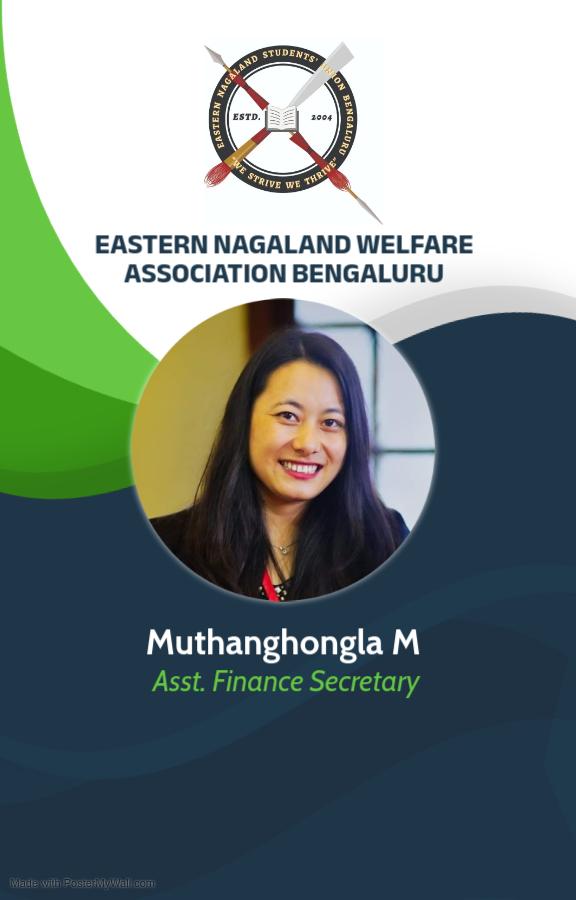 EASTERN NAGALAND STUDENTS' UNION BENGALURU
ESTD. 2004
"WE STRIVE WE THRIVE"
EASTERN NAGALAND WELFARE
ASSOCIATION BENGALURU
Muthanghongla M
Asst. Finance Secretary
Made with PosterMyWall.com